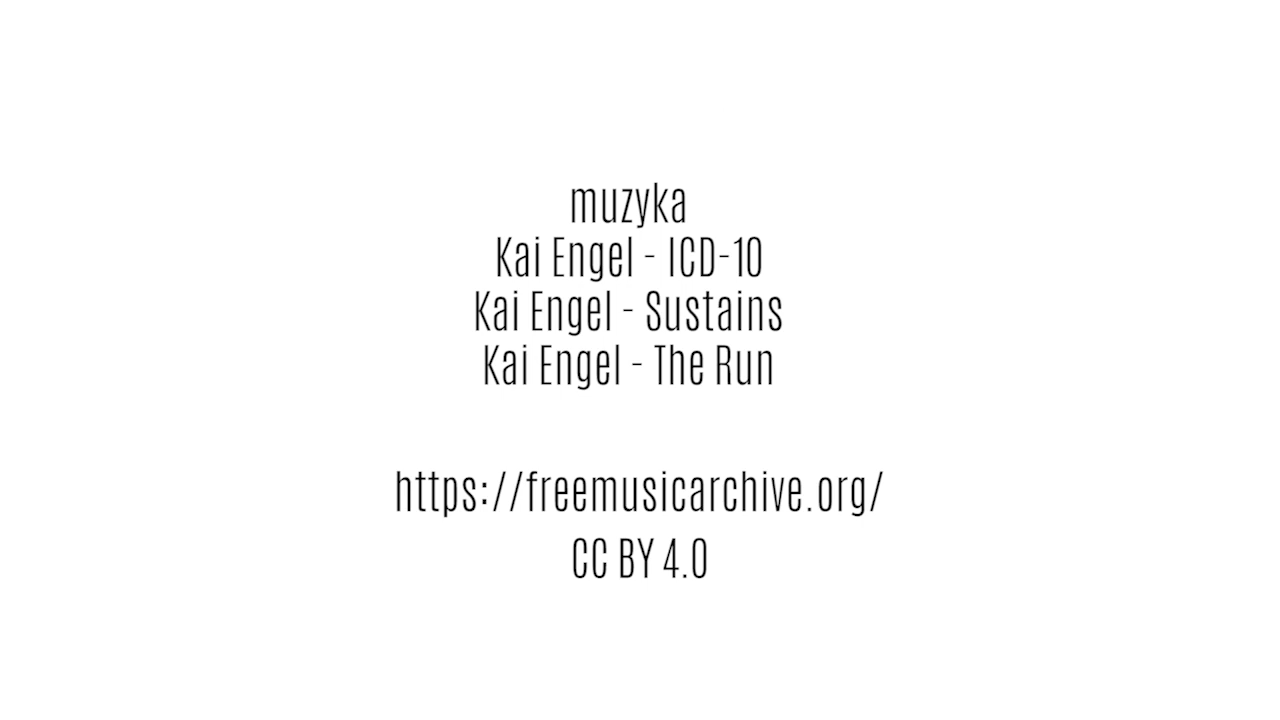 muzyka
Kai Engel - ICD-10
Kai Engel - Sustains
Kai Engel - The Run
https://freemusicarchive.org/
CC BY 4.0